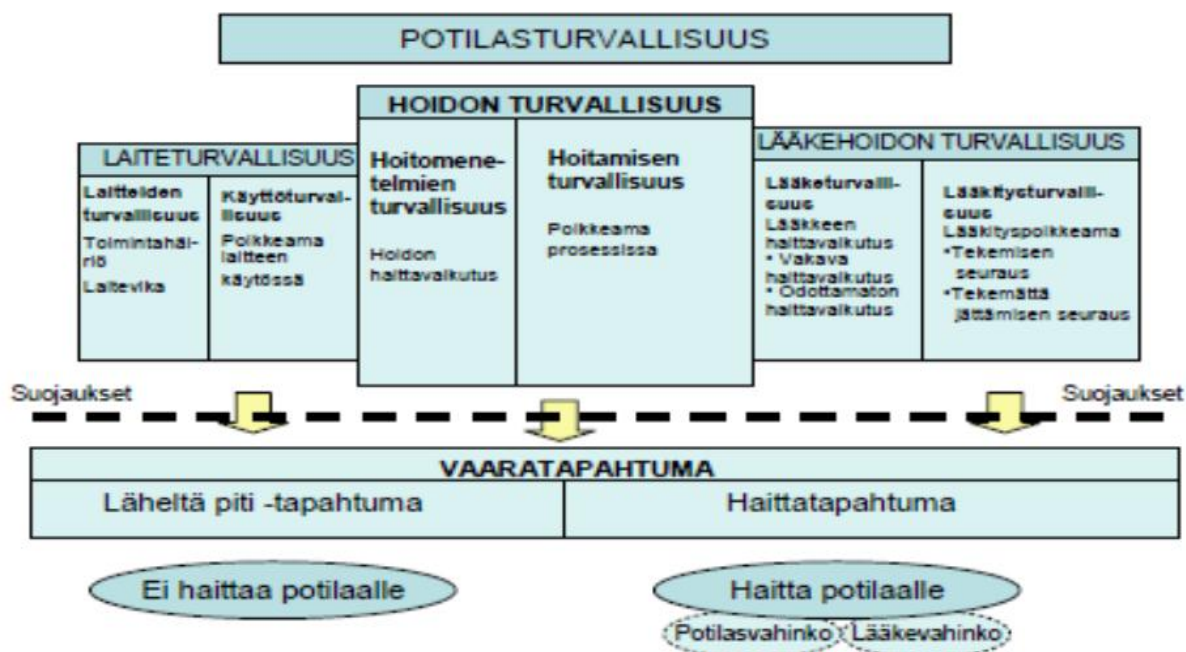 POTILASTURVALLISUUS
HOIDON TURVALLISUUS
LAITETURVALLISUUS
LÄÄKEHOIDON TURVALLISUUS
Laitteiden
turvallisuus
Toimintahäi-
riö
Laitevika
Käyttöturval-
lisuus
Poikkeama
laitteen
käytössä
Hoitomene-
telmien
turvallisuus
Hoidon
haittavaikutus
Hoitamisen
turvallisuus
Poikkeama
prosessissa
Lääketurvalli-
suus
Lääkkeen
haittavaikutus
• Vakava
haittavaikutus
• Odottamaton
haittavaikutus
Lääkitysturvalli-
suus
Lääkityspoikkeama
•Tekemisen
seuraus
•Tekemättä
jättämisen seuraus
Suojaukset
Suojaukset
VAARATAPAHTUMA
Läheltä piti -tapahtuma
Haittatapahtuma
Ei haittaa potilaalle
Haitta potilaalle
Potilasvahinko
Lääkevahinko